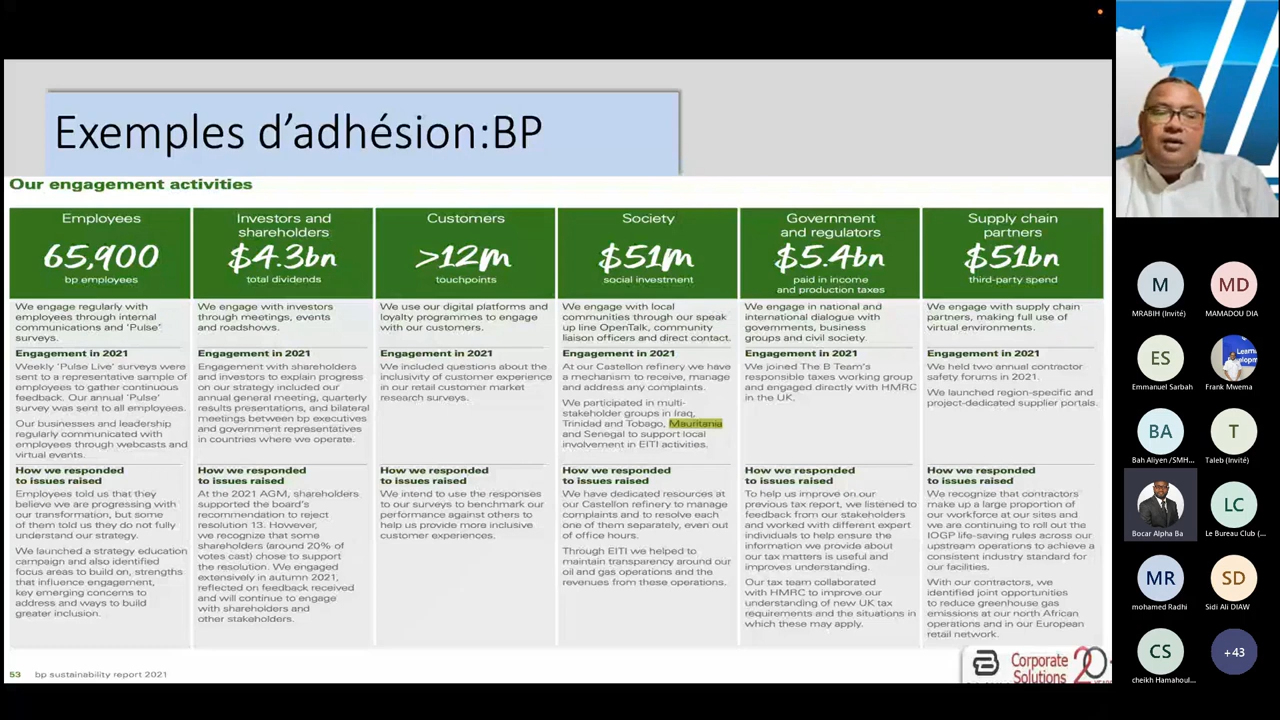 Exemples d'adhésion:BP
Our engagement activities
Employees
65,900
bp employees
We engage regularly with
employees through internal
communications and 'Pulse'
surveys.
Engagement in 2021
Weekly 'Pulse Live' surveys were
sent to a representative sample of
employees to gather continuous
feedback. Our annual 'Pulse'
survey was sent to all employees.
Our businesses and leadership
regularly communicated with
employees through webcasts and
virtual events.
How we responded
to issues raised
Employees told us that they
believe we are progressing with
our transformation, but some
of them told us they do not fully
understand our strategy.
We launched a strategy education
campaign and also identified
focus areas to build on, strengths
that influence engagement,
key emerging concerns to
address and ways to build
greater inclusion.
Investors and
shareholders
$4.3bn
total dividends
We engage with investors
through meetings, events
and roadshows.
Engagement in 2021
Engagement with shareholders
and investors to explain progress
on our strategy included our
annual general meeting, quarterly
results presentations, and bilateral
meetings between bp executives
and government representatives
in countries where we operate.
How we responded
to issues raised
At the 2021 AGM, shareholders
supported the board's
recommendation to reject
resolution 13. However,
we recognize that some
shareholders (around 20% of
votes cast) chose to support
the resolution. We engaged
extensively in autumn 2021,
reflected on feedback received
and will continue to engage
with shareholders and
other stakeholders.
Customers
>12m
touchpoints
We use our digital platforms and
loyalty programmes to engage
with our customers.
Engagement in 2021
We included questions about the
inclusivity of customer experience
in our retail customer market
research surveys.
How we responded
to issues raised
We intend to use the responses
to our surveys to benchmark our
performance against others to
help us provide more inclusive
customer experiences.
Society
$51m
social investment
We engage with local
communities through our speak
up line OpenTalk, community
liaison officers and direct contact.
Engagement in 2021
At our Castellon refinery we have
a mechanism to receive, manage
and address any complaints.
We participated in multi-
stakeholder groups in Iraq,
Trinidad and Tobago, Mauritania
and Senegal to support local
involvement in EITI activities.
How we responded
to issues raised
We have dedicated resources at
our Castellon refinery to manage
complaints and to resolve each
one of them separately, even out
of office hours.
Through EITI we helped to
maintain transparency around our
oil and gas operations and the
revenues from these operations.
Government
and regulators
$5.4bn
paid in income
and production taxes
We engage in national and
international dialogue with
governments, business
groups and civil society.
Engagement in 2021
We joined The B Team's
responsible taxes working group
and engaged directly with HMRC
in the UK.
How we responded
to issues raised
To help us improve on our
previous tax report, we listened to
feedback from our stakeholders
and worked with different expert
individuals to help ensure the
information we provide about
our tax matters is useful and
improves understanding.
Our tax team collaborated
with HMRC to improve our
understanding of new UK tax
requirements and the situations in
which these may apply.
Supply chain
partners
$51bn
third-party spend
We engage with supply chain
partners, making full use of
virtual environments.
Engagement in 2021
We held two annual contractor
safety forums in 2021.
We launched region-specific and
project-dedicated supplier portals.
How we responded
to issues raised
We recognize that contractors
make up a large proportion of
our workforce at our sites and
we are continuing to roll out the
IOGP life-saving rules across our
upstream operations to achieve a
consistent industry standard for
our facilities.
With our contractors, we
identified joint opportunities
to reduce greenhouse gas
emissions at our north African
operations and in our European
retail network.
53 bp sustainability report 2021
Corporate
Solutions
M
MRABIH (Invité)
MD
MAMADOU DIA
ES
Emmanuel Sarbah
Frank Mwema
BA
Bah Aliyen /SMH...
T
Taleb (Invité)
Bocar Alpha Ba
LC
Le Bureau Club (...
MR
mohamed Radhi
SD
Sidi Ali DIAW
CS
cheikh Hamahoul...
+43